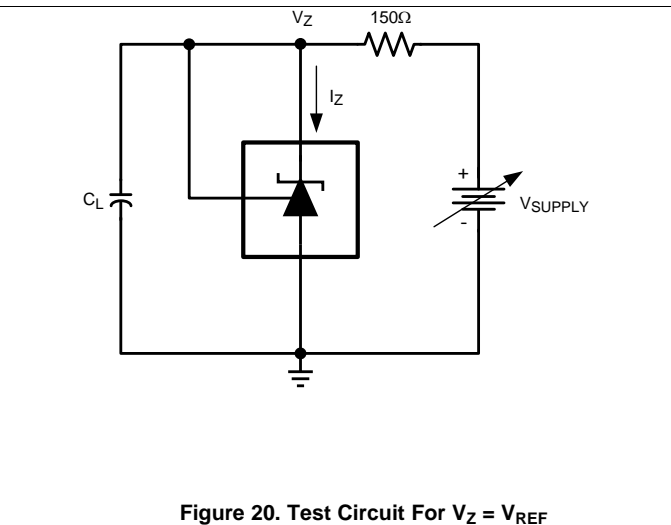 VZ 150Ω
IZ
CL
+
VSUPPLY
-
Figure 20. Test Circuit For VZ = VREF